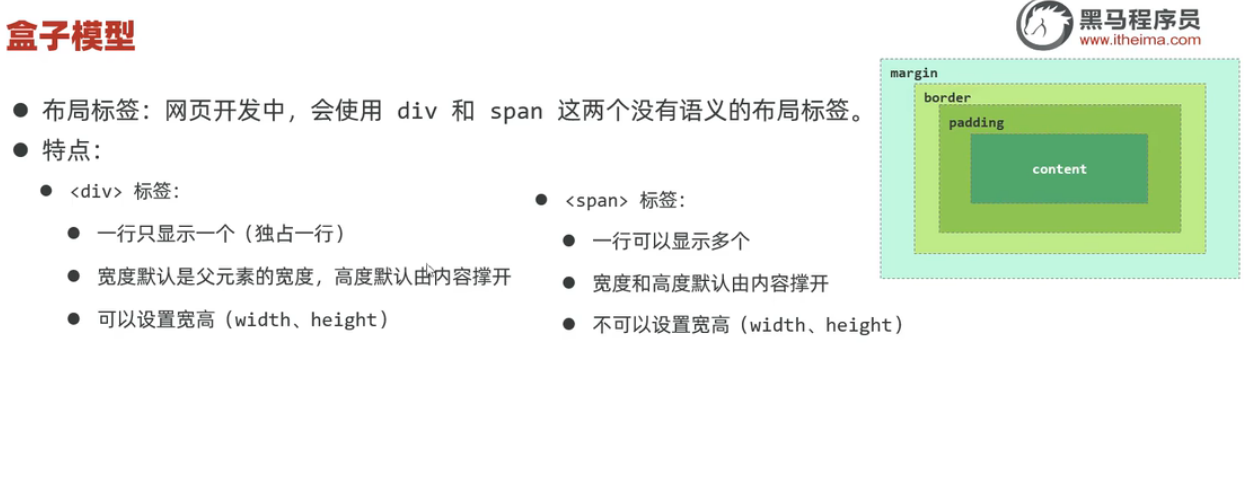 盒子模型
黑马程序员
www.itheima.com
布局标签：网页开发中，会使用 div 和 span 这两个没有语义的布局标签。
特点：
<div> 标签：
一行只显示一个（独占一行）
宽度默认是父元素的宽度，高度默认由内容撑开
可以设置宽高（width、height）
<span> 标签：
一行可以显示多个
宽度和高度默认由内容撑开
不可以设置宽高（width、height）
margin
border
padding
content